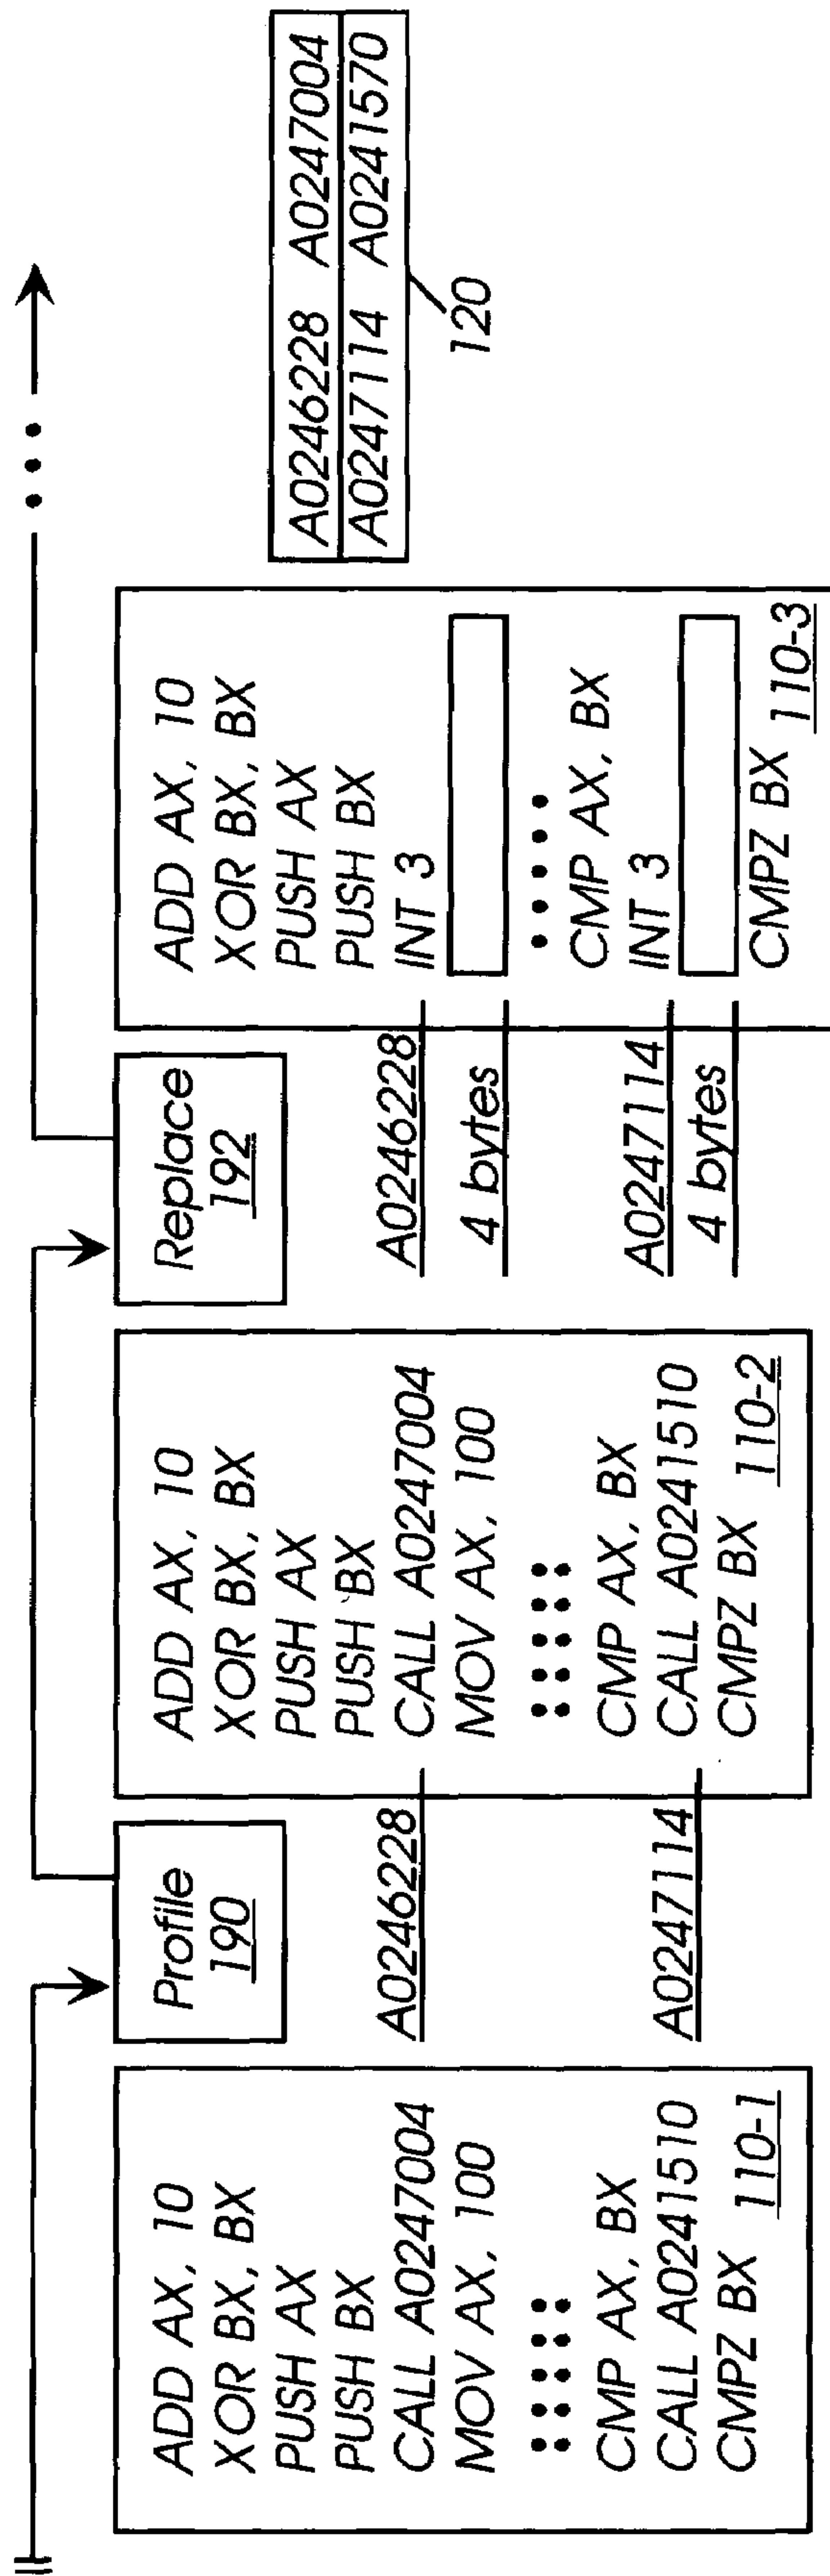 ADD AX, 10
XOR BX, BX
PUSH AX
PUSH BX
CALL A0247004
MOV AX, 100
CMP AX, BX
CALL A0241510
CMPZ BX 110-1
Profile
190
A0246228
A0247114
ADD AX, 10
XOR BX, BX
PUSH AX
PUSH BX
CALL A0247004
MOV AX, 100
CMP AX, BX
CALL A0241510
CMPZ BX 110-2
Replace
192
A0246228
4 bytes
A0247114
4 bytes
ADD AX, 10
XOR BX, BX
PUSH AX
PUSH BX
INT 3
CMP AX, BX
INT 3
CMPZ BX 110-3
A0246228 A0247004
A0247114 A0241570
120